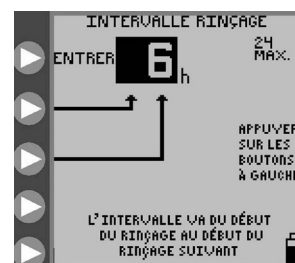 INTERVALLE RINÇAGE
ENTRER 6 h
24
MAX.
APPUYER
SUR LES
BOUTONS
À GAUCHE
L'INTERVALLE VA DU DÉBUT
DU RINÇAGE AU DÉBUT DU
RINÇAGE SUIVANT